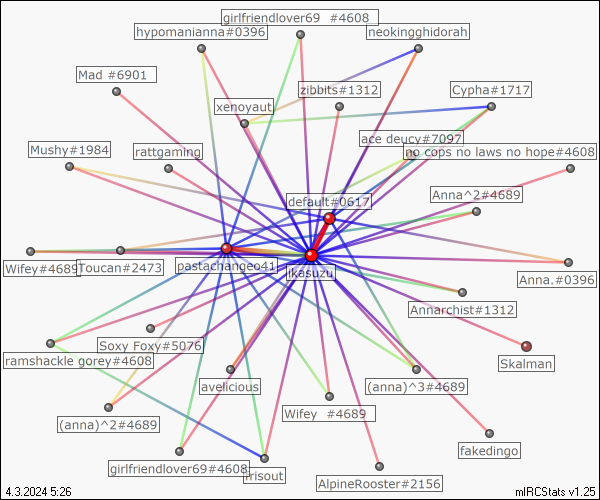 girlfriendlover69  #4608
hypomanianna#0396
neokingghidorah
Mad #6901
zibbits#1312
Cypha#1717
xenoyaut
ace deucy#7097
Mushy#1984
rattgaming
no cops no laws no hope#4608
Anna^2#4689
default#0617
Wifey#4689
Toucan#2473
pastachangeo41
ikasuzu
Anna.#0396
Annarchist#1312
Soxy Foxy#5076
ramshackle gorey#4608
Skalman
avelicious
(anna)^3#4689
Wifey  #4689
(anna)^2#4689
fakedingo
girlfriendlover69#4608
irisout
AlpineRooster#2156
4.3.2024 5:26
mIRCStats v1.25